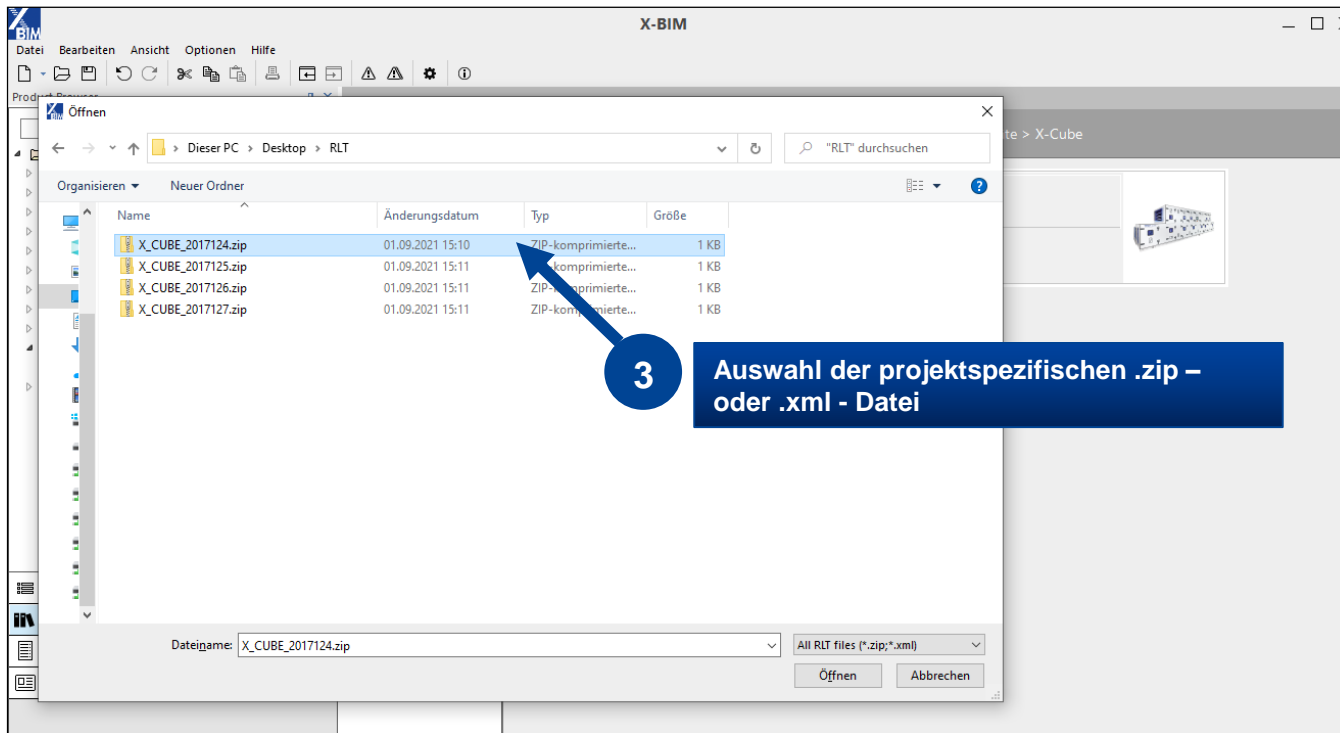 X-BIM
BIM
Datei Bearbeiten Ansicht Optionen Hilfe
Öffnen
Dieser PC > Desktop > RLT
"RLT" durchsuchen
te > X-Cube
Organisieren Neuer Ordner
Name Änderungsdatum Typ Größe
X_CUBE_2017124.zip 01.09.2021 15:10 ZIP-komprimierte... 1 KB
X_CUBE_2017125.zip 01.09.2021 15:11 komprimierte... 1 KB
X_CUBE_2017126.zip 01.09.2021 15:11 ZIP- primierte... 1 KB
X_CUBE_2017127.zip 01.09.2021 15:11 ZIP-kom mierte... 1 KB
3
Auswahl der projektspezifischen .zip –
oder .xml - Datei
Dateiname: X_CUBE_2017124.zip All RLT files (*.zip;*.xml)
Öffnen Abbrechen